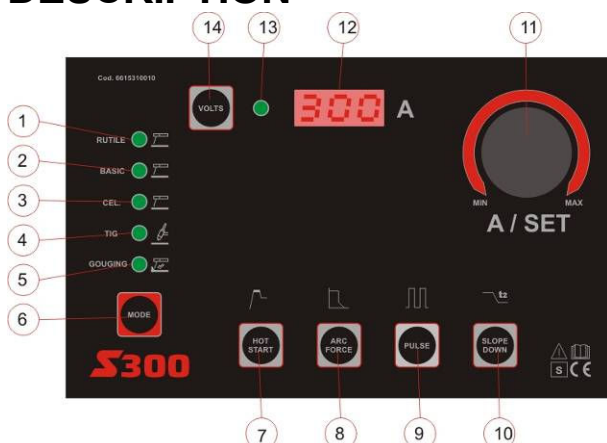 DESCRIPTION
14 13 12 11
Cod. 6615310010
VOLTS
300 A
1
RUTILE
2
BASIC
3
CEL.
4
TIG
5
GOUGING
MIN MAX
A / SET
6
MODE
t2
HOT START
ARC FORCE
PULSE
SLOPE DOWN
S300
S CE
7 8 9 10